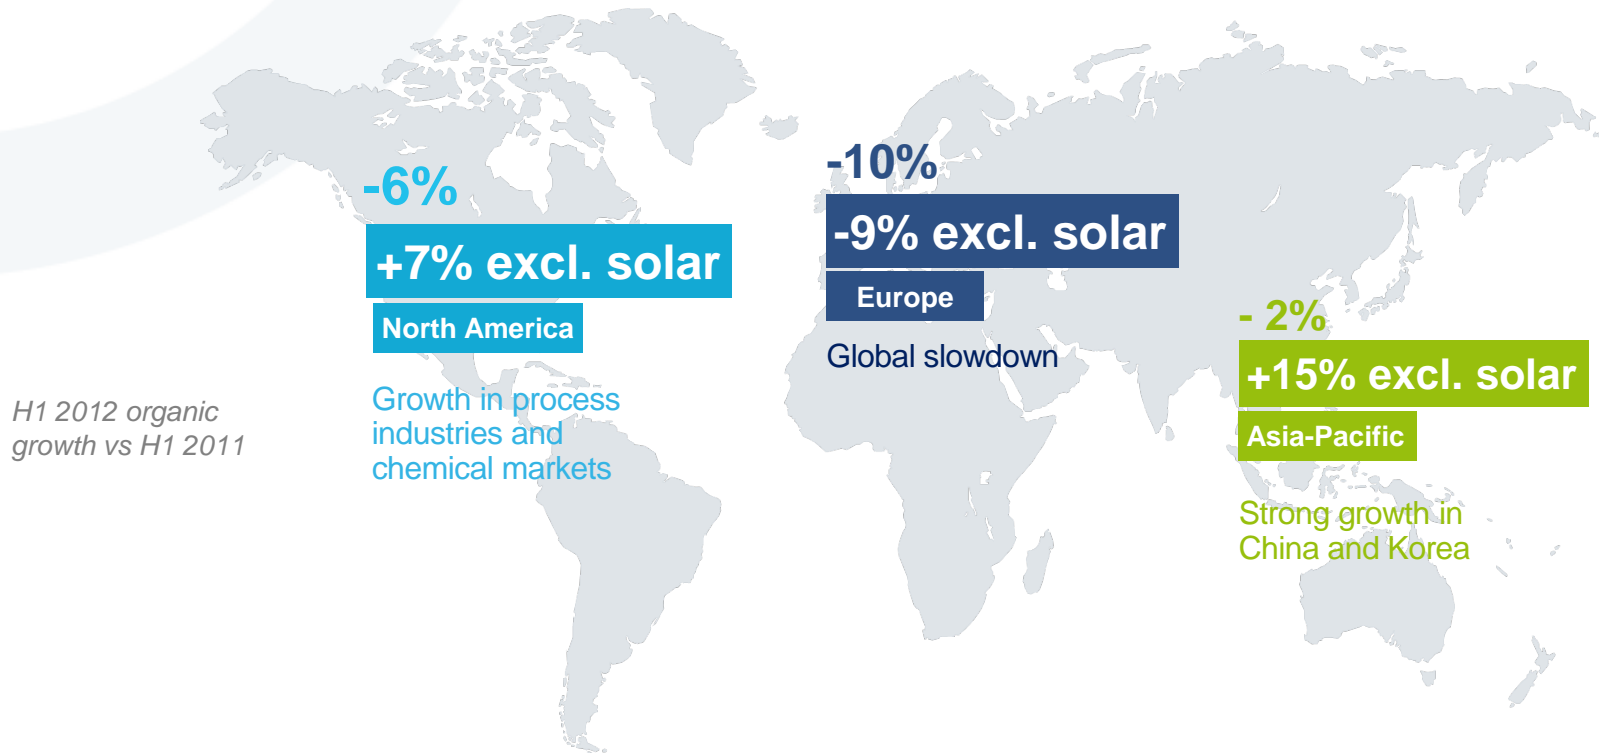 -6%
+7% excl. solar
North America
Growth in process
industries and
chemical markets
-10%
-9% excl. solar
Europe
Global slowdown
- 2%
+15% excl. solar
Asia-Pacific
Strong growth in
China and Korea
H1 2012 organic
growth vs H1 2011